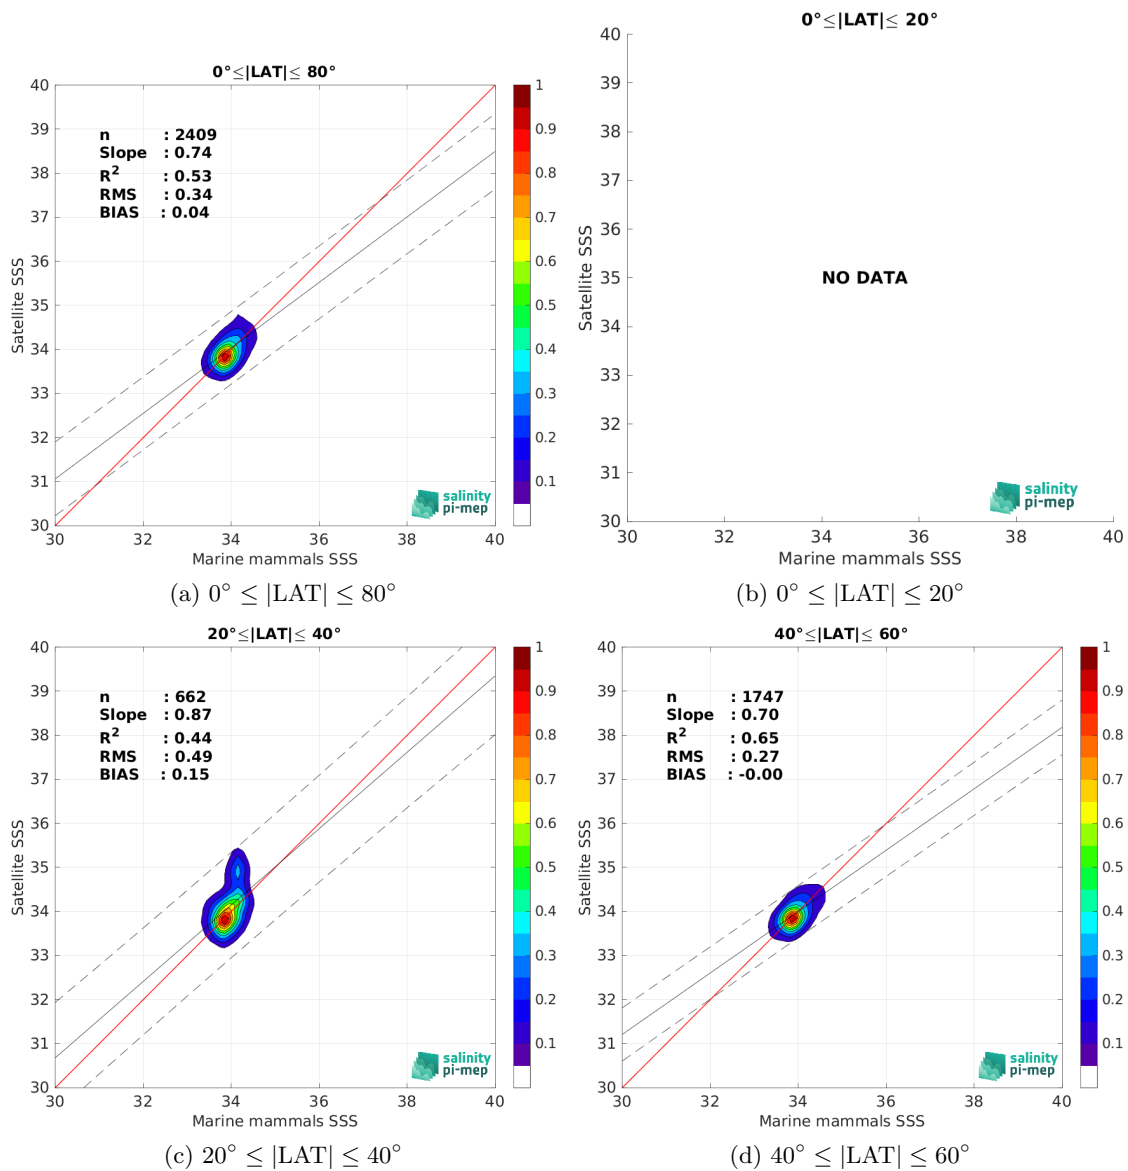 0°≤|LAT|≤ 80°
40
39
38
37
36
35
34
33
32
31
30
Satellite SSS
n : 2409
Slope : 0.74
R² : 0.53
RMS : 0.34
BIAS : 0.04
salinity
pi-mep
30 32 34 36 38 40
Marine mammals SSS
1
0.9
0.8
0.7
0.6
0.5
0.4
0.3
0.2
0.1
(a) 0° ≤ |LAT| ≤ 80°
0°≤|LAT|≤ 20°
40
39
38
37
36
35
34
33
32
31
30
Satellite SSS
NO DATA
salinity
pi-mep
30 32 34 36 38 40
Marine mammals SSS
(b) 0° ≤ |LAT| ≤ 20°
20°≤|LAT|≤ 40°
40
39
38
37
36
35
34
33
32
31
30
Satellite SSS
n : 662
Slope : 0.87
R² : 0.44
RMS : 0.49
BIAS : 0.15
salinity
pi-mep
30 32 34 36 38 40
Marine mammals SSS
1
0.9
0.8
0.7
0.6
0.5
0.4
0.3
0.2
0.1
(c) 20° ≤ |LAT| ≤ 40°
40°≤|LAT|≤ 60°
40
39
38
37
36
35
34
33
32
31
30
Satellite SSS
n : 1747
Slope : 0.70
R² : 0.65
RMS : 0.27
BIAS : -0.00
salinity
pi-mep
30 32 34 36 38 40
Marine mammals SSS
1
0.9
0.8
0.7
0.6
0.5
0.4
0.3
0.2
0.1
(d) 40° ≤ |LAT| ≤ 60°